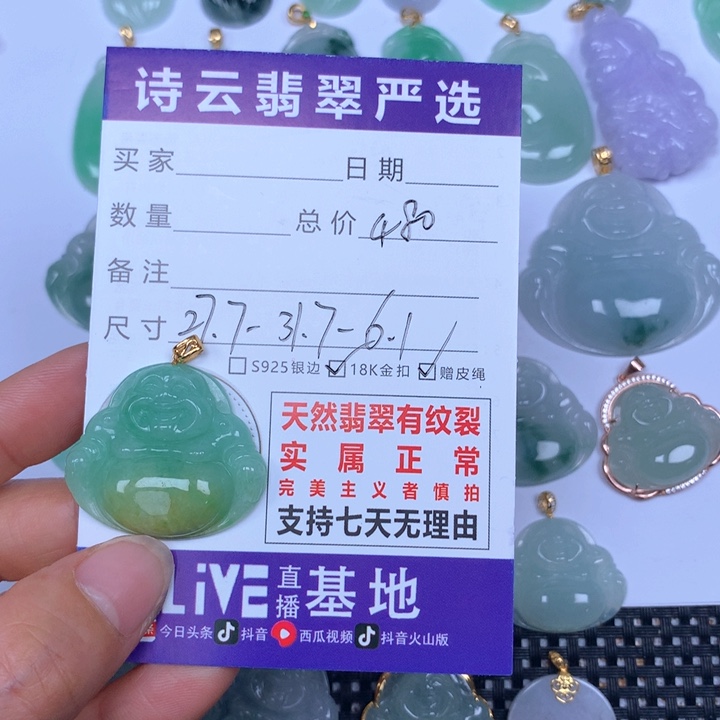 诗云翡翠严选
买家 日期
数量 总价 480
备注
尺寸 27.7-31.7-6.1
S925银边 18K金扣 赠皮绳
天然翡翠有纹裂
实属正常
完美主义者慎拍
支持七天无理由
LiVE直播基地
今日头条 抖音 西瓜视频 抖音火山版